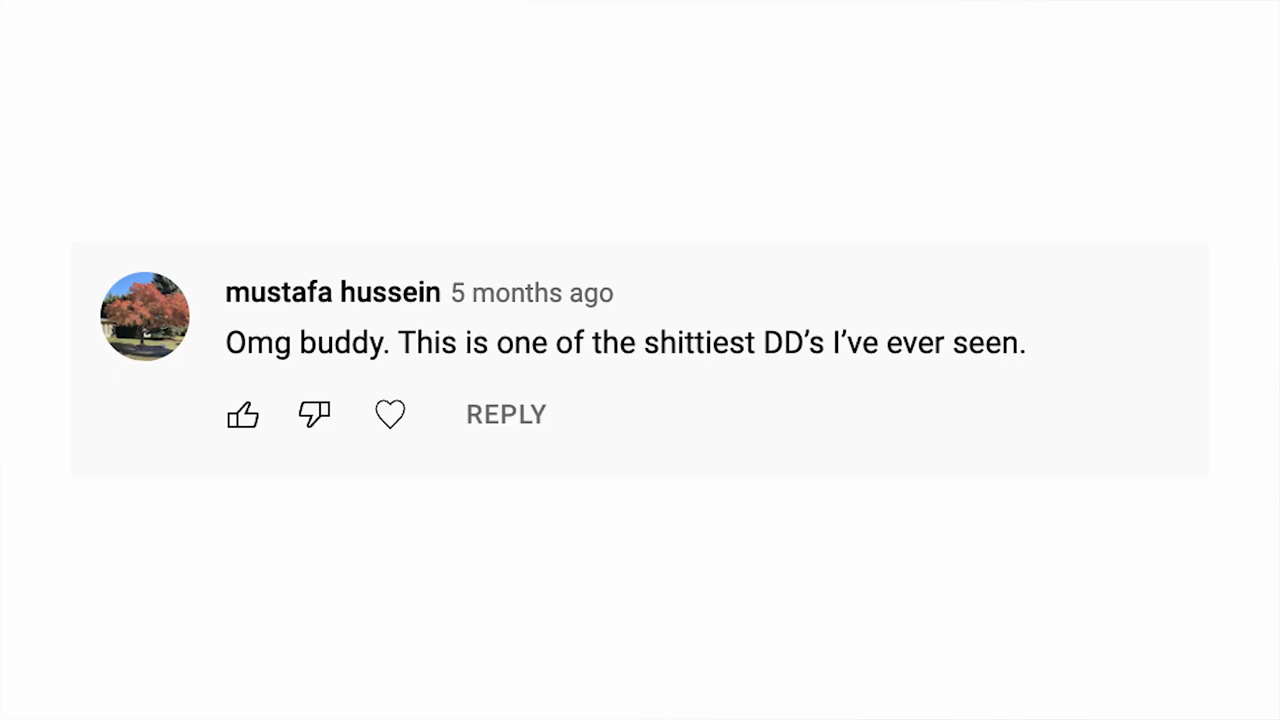 mustafa hussein 5 months ago
Omg buddy. This is one of the shittiest DD’s I’ve ever seen.
REPLY